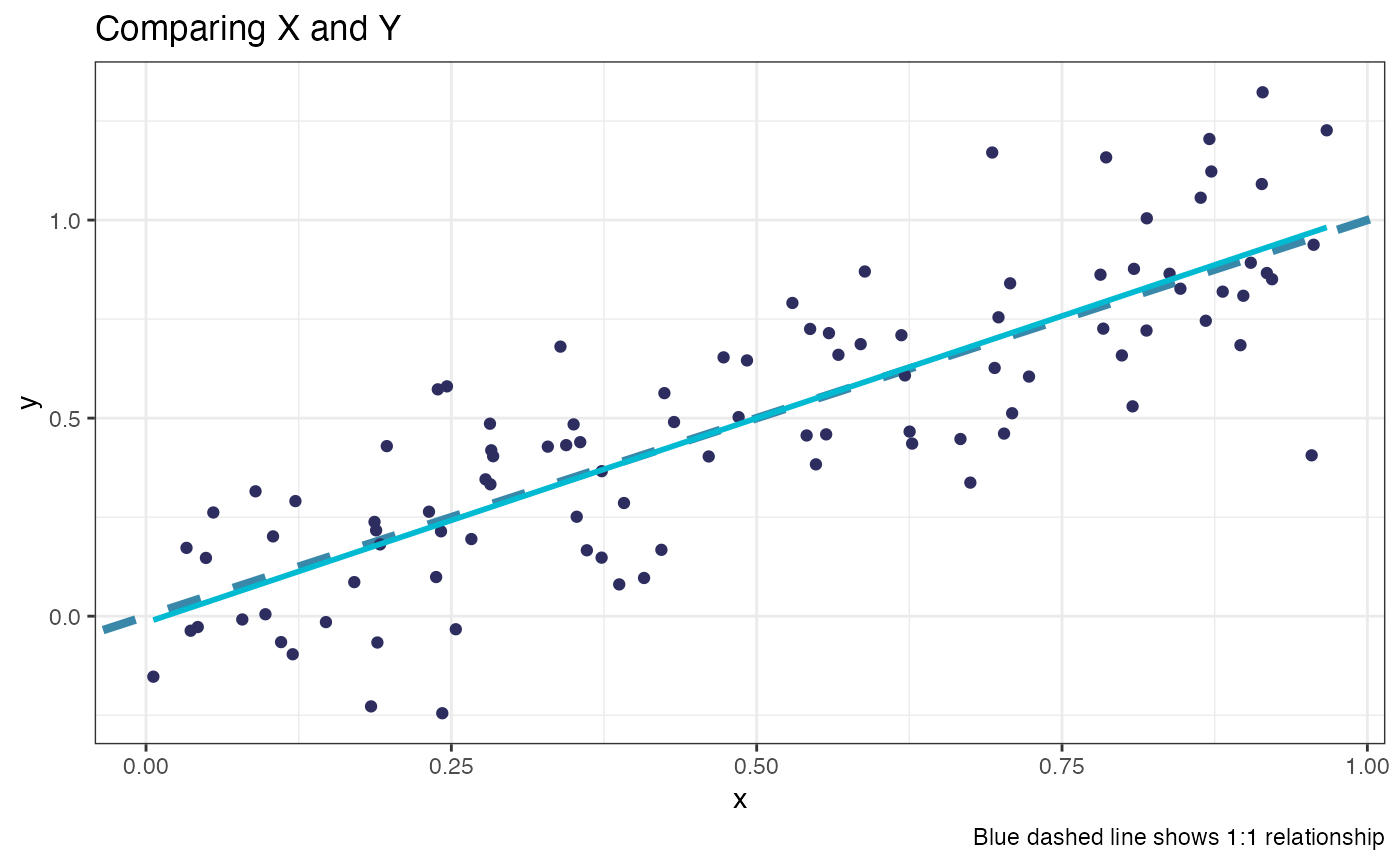 Comparing X and Y
1.0
0.5
0.0
y
0.00 0.25 0.50 0.75 1.00
x
Blue dashed line shows 1:1 relationship